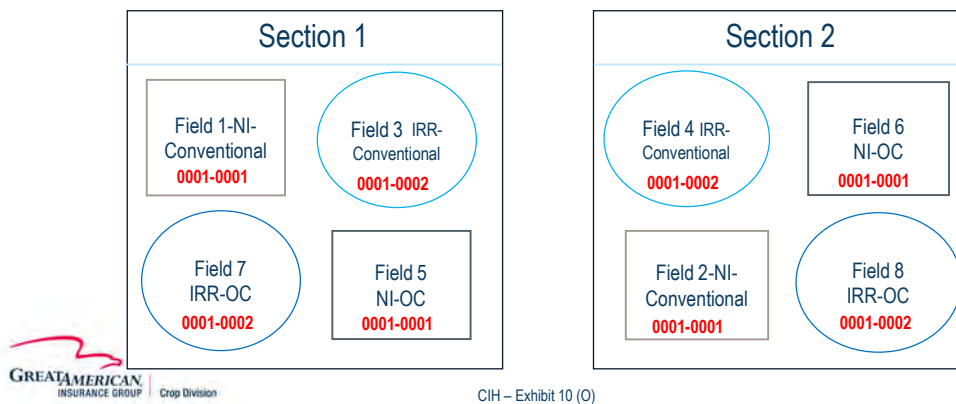 Section 1
Field 1-NI-
Conventional
0001-0001
Field 3 IRR-
Conventional
0001-0002
Field 7
IRR-OC
0001-0002
Field 5
NI-OC
0001-0001
Section 2
Field 4 IRR-
Conventional
0001-0002
Field 6
NI-OC
0001-0001
Field 2-NI-
Conventional
0001-0001
Field 8
IRR-OC
0001-0002
GREATAMERICAN.
INSURANCE GROUP | Crop Division
CIH – Exhibit 10 (O)